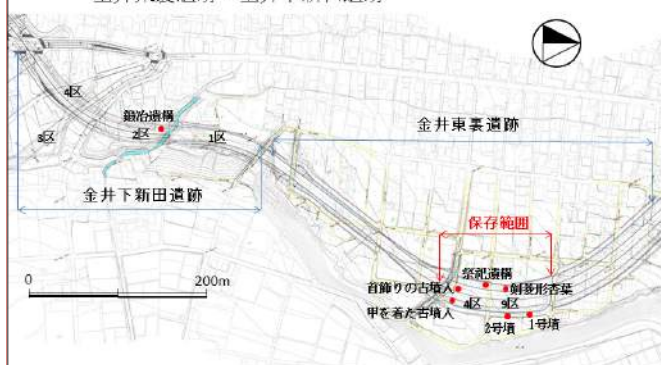 4区
3区
鍛冶遺構
2区
1区
金井東裏遺跡
金井下新田遺跡
保存範囲
0
200m
祭祀遺構
首飾りの古墳人
剣菱形杏葉
4区
9区
甲を着た古墳人
2号墳
1号墳